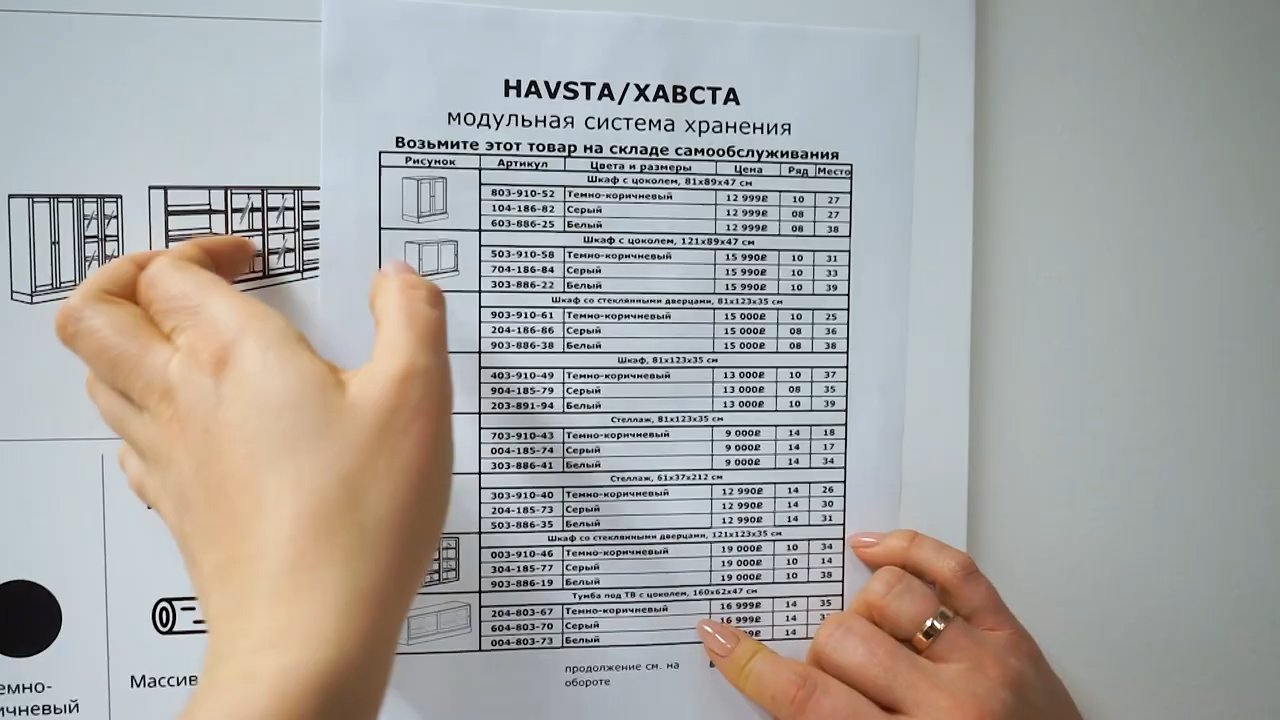 HAVSTA/ХАВСТА
модульная система хранения
Возьмите этот товар на складе самообслуживания
Рисунок Артикул Цвета и размеры Цена Ряд Место
Шкаф с цоколем, 81x89x47 см
803-910-52 Темно-коричневый 12 999₽ 10 27
104-186-82 Серый 12 999₽ 08 27
603-886-25 Белый 12 999₽ 08 38
Шкаф с цоколем, 121x89x47 см
503-910-58 Темно-коричневый 15 990₽ 10 31
704-186-84 Серый 15 990₽ 10 33
303-886-22 Белый 15 990₽ 10 39
Шкаф со стеклянными дверцами, 81x123x35 см
903-910-61 Темно-коричневый 15 000₽ 10 25
204-186-86 Серый 15 000₽ 08 36
903-886-38 Белый 15 000₽ 08 38
Шкаф, 81x123x35 см
403-910-49 Темно-коричневый 13 000₽ 10 37
904-185-79 Серый 13 000₽ 08 35
203-891-94 Белый 13 000₽ 10 39
Стеллаж, 81x123x35 см
703-910-43 Темно-коричневый 9 000₽ 14 18
004-185-74 Серый 9 000₽ 14 17
303-886-41 Белый 9 000₽ 14 34
Стеллаж, 61x37x212 см
303-910-40 Темно-коричневый 12 990₽ 14 26
204-185-73 Серый 12 990₽ 14 30
503-886-35 Белый 12 990₽ 14 31
Шкаф со стеклянными дверцами, 121x123x35 см
003-910-46 Темно-коричневый 19 000₽ 10 34
304-185-77 Серый 19 000₽ 10 14
903-886-19 Белый 19 000₽ 10 38
Тумба под ТВ с цоколем, 160x62x47 см
204-803-67 Темно-коричневый 16 999₽ 14 35
604-803-70 Серый 16 999₽ 14
004-803-73 Белый 14
продолжение см. на
обороте
Массив
емно-
ичневый